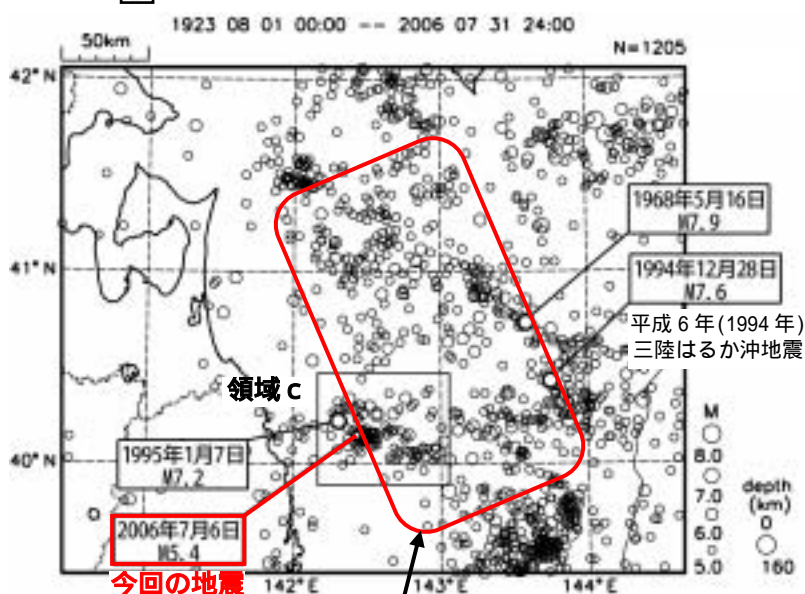 1923 08 01 00:00 -- 2006 07 31 24:00
50km
N=1205
42°N
1968年5月16日
M7.9
41°N
1994年12月28日
M7.6
平成6年(1994年)
三陸はるか沖地震
領域c
1995年1月7日
M7.2
40°N
2006年7月6日
M5.4
今回の地震
142°E
143°E
144°E
M
8.0
7.0
6.0
5.0
depth
(km)
0
160